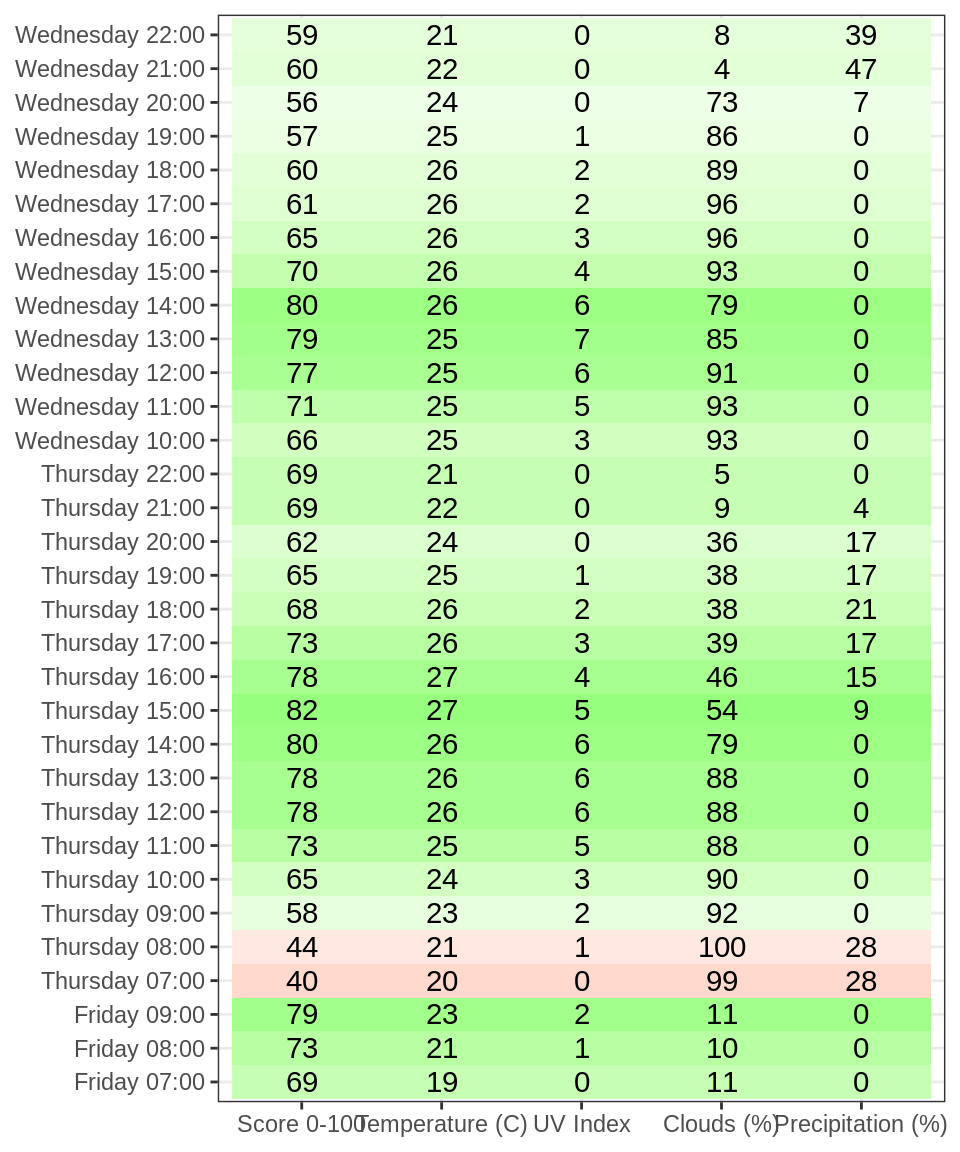 Wednesday 22:00 59 21 0 8 39
Wednesday 21:00 60 22 0 4 47
Wednesday 20:00 56 24 0 73 7
Wednesday 19:00 57 25 1 86 0
Wednesday 18:00 60 26 2 89 0
Wednesday 17:00 61 26 2 96 0
Wednesday 16:00 65 26 3 96 0
Wednesday 15:00 70 26 4 93 0
Wednesday 14:00 80 26 6 79 0
Wednesday 13:00 79 25 7 85 0
Wednesday 12:00 77 25 6 91 0
Wednesday 11:00 71 25 5 93 0
Wednesday 10:00 66 25 3 93 0
Thursday 22:00 69 21 0 5 0
Thursday 21:00 69 22 0 9 4
Thursday 20:00 62 24 0 36 17
Thursday 19:00 65 25 1 38 17
Thursday 18:00 68 26 2 38 21
Thursday 17:00 73 26 3 39 17
Thursday 16:00 78 27 4 46 15
Thursday 15:00 82 27 5 54 9
Thursday 14:00 80 26 6 79 0
Thursday 13:00 78 26 6 88 0
Thursday 12:00 78 26 6 88 0
Thursday 11:00 73 25 5 88 0
Thursday 10:00 65 24 3 90 0
Thursday 09:00 58 23 2 92 0
Thursday 08:00 44 21 1 100 28
Thursday 07:00 40 20 0 99 28
Friday 09:00 79 23 2 11 0
Friday 08:00 73 21 1 10 0
Friday 07:00 69 19 0 11 0
Score 0-100 Temperature (C) UV Index Clouds (%) Precipitation (%)